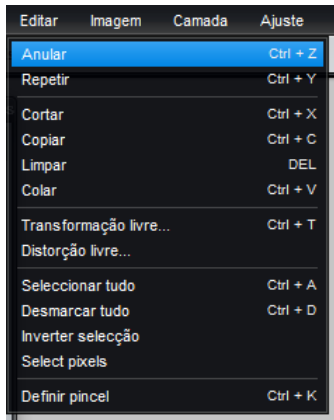 Editar Imagem Camada Ajuste
Anular Ctrl + Z
Repetir Ctrl + Y
Cortar Ctrl + X
Copiar Ctrl + C
Limpar DEL
Colar Ctrl + V
Transformação livre... Ctrl + T
Distorção livre...
Seleccionar tudo Ctrl + A
Desmarcar tudo Ctrl + D
Inverter selecção
Select pixels
Definir pincel Ctrl + K